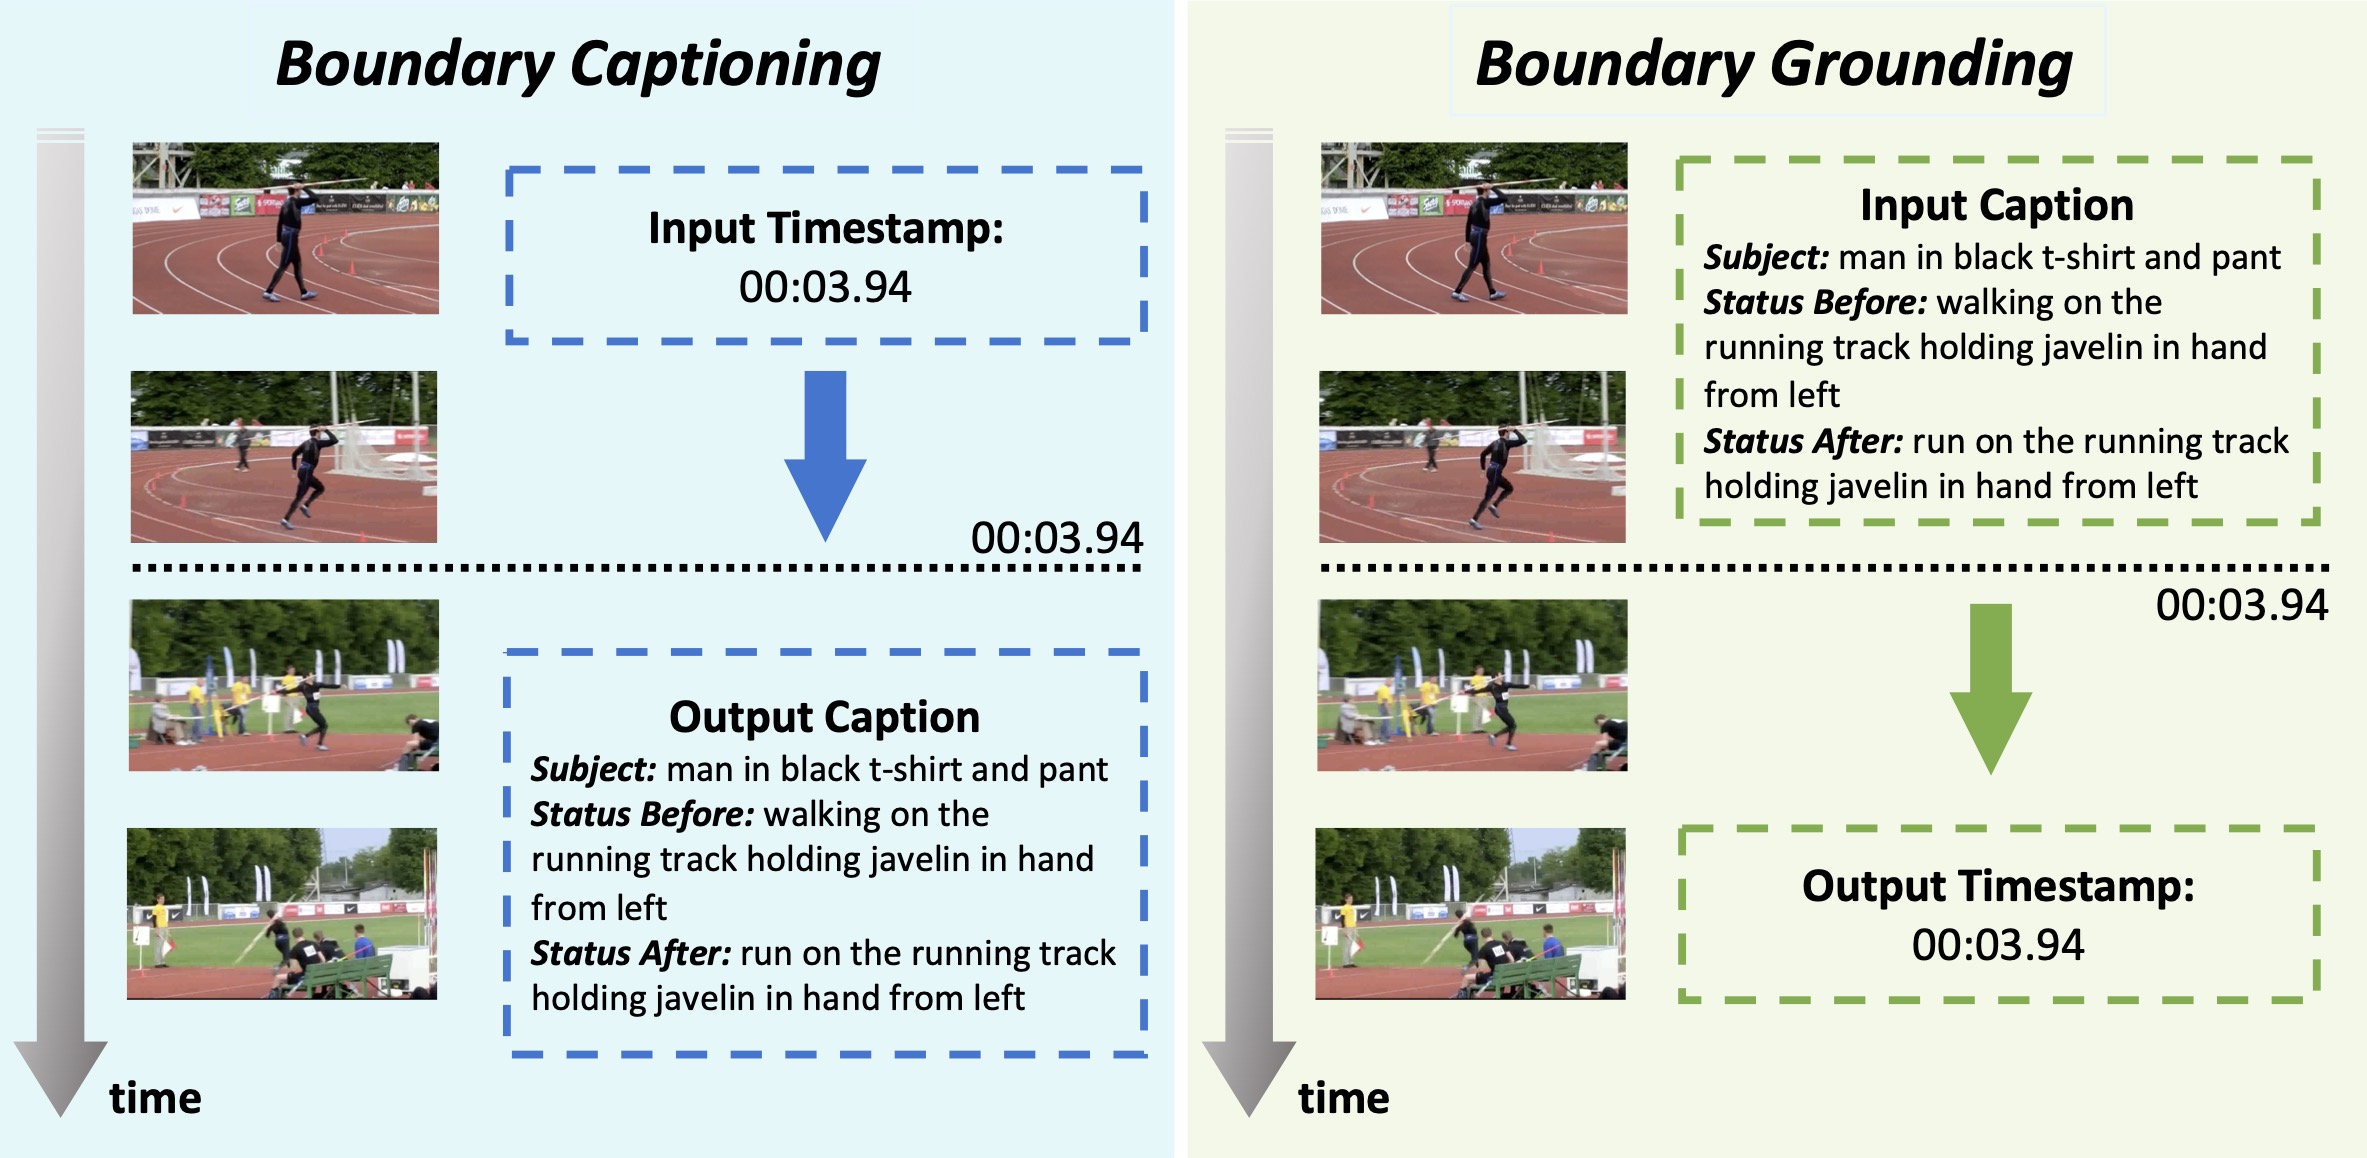 Boundary Captioning
Input Timestamp:
00:03.94
00:03.94
Output Caption
Subject: man in black t-shirt and pant
Status Before: walking on the
running track holding javelin in hand
from left
Status After: run on the running track
holding javelin in hand from left
time
Boundary Grounding
Input Caption
Subject: man in black t-shirt and pant
Status Before: walking on the
running track holding javelin in hand
from left
Status After: run on the running track
holding javelin in hand from left
00:03.94
Output Timestamp:
00:03.94
time